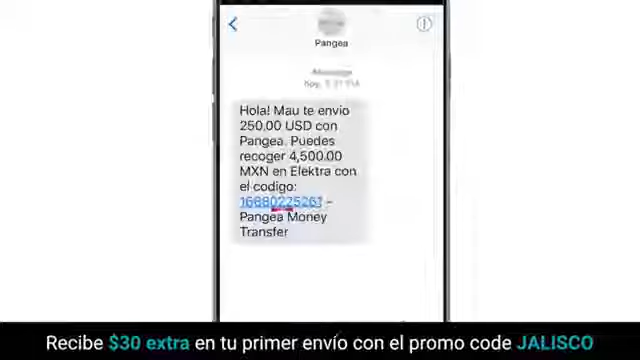 Pangea
iMessage
Hola! Mau te envio
250.00 USD con
Pangea. Puedes
recoger 4,500.00
MXN en Elektra con
el codigo:
16680225261 -
Pangea Money
Transfer
Recibe $30 extra en tu primer envío con el promo code JALISCO